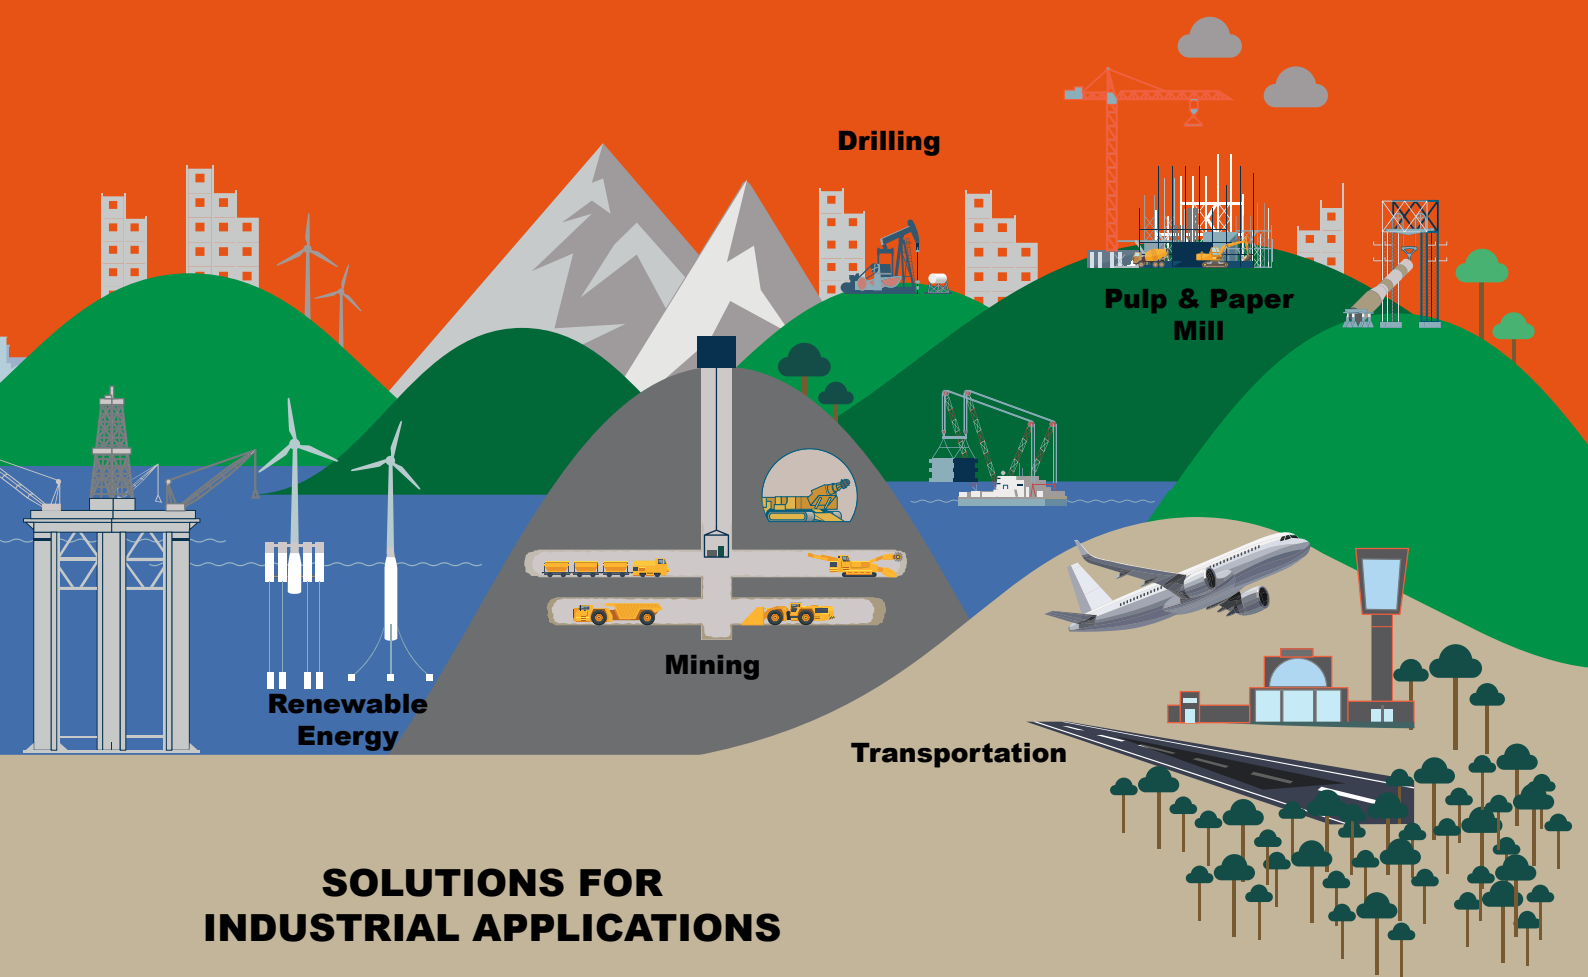 Drilling
Pulp & Paper
Mill
Mining
Renewable
Energy
Transportation
SOLUTIONS FOR
INDUSTRIAL APPLICATIONS